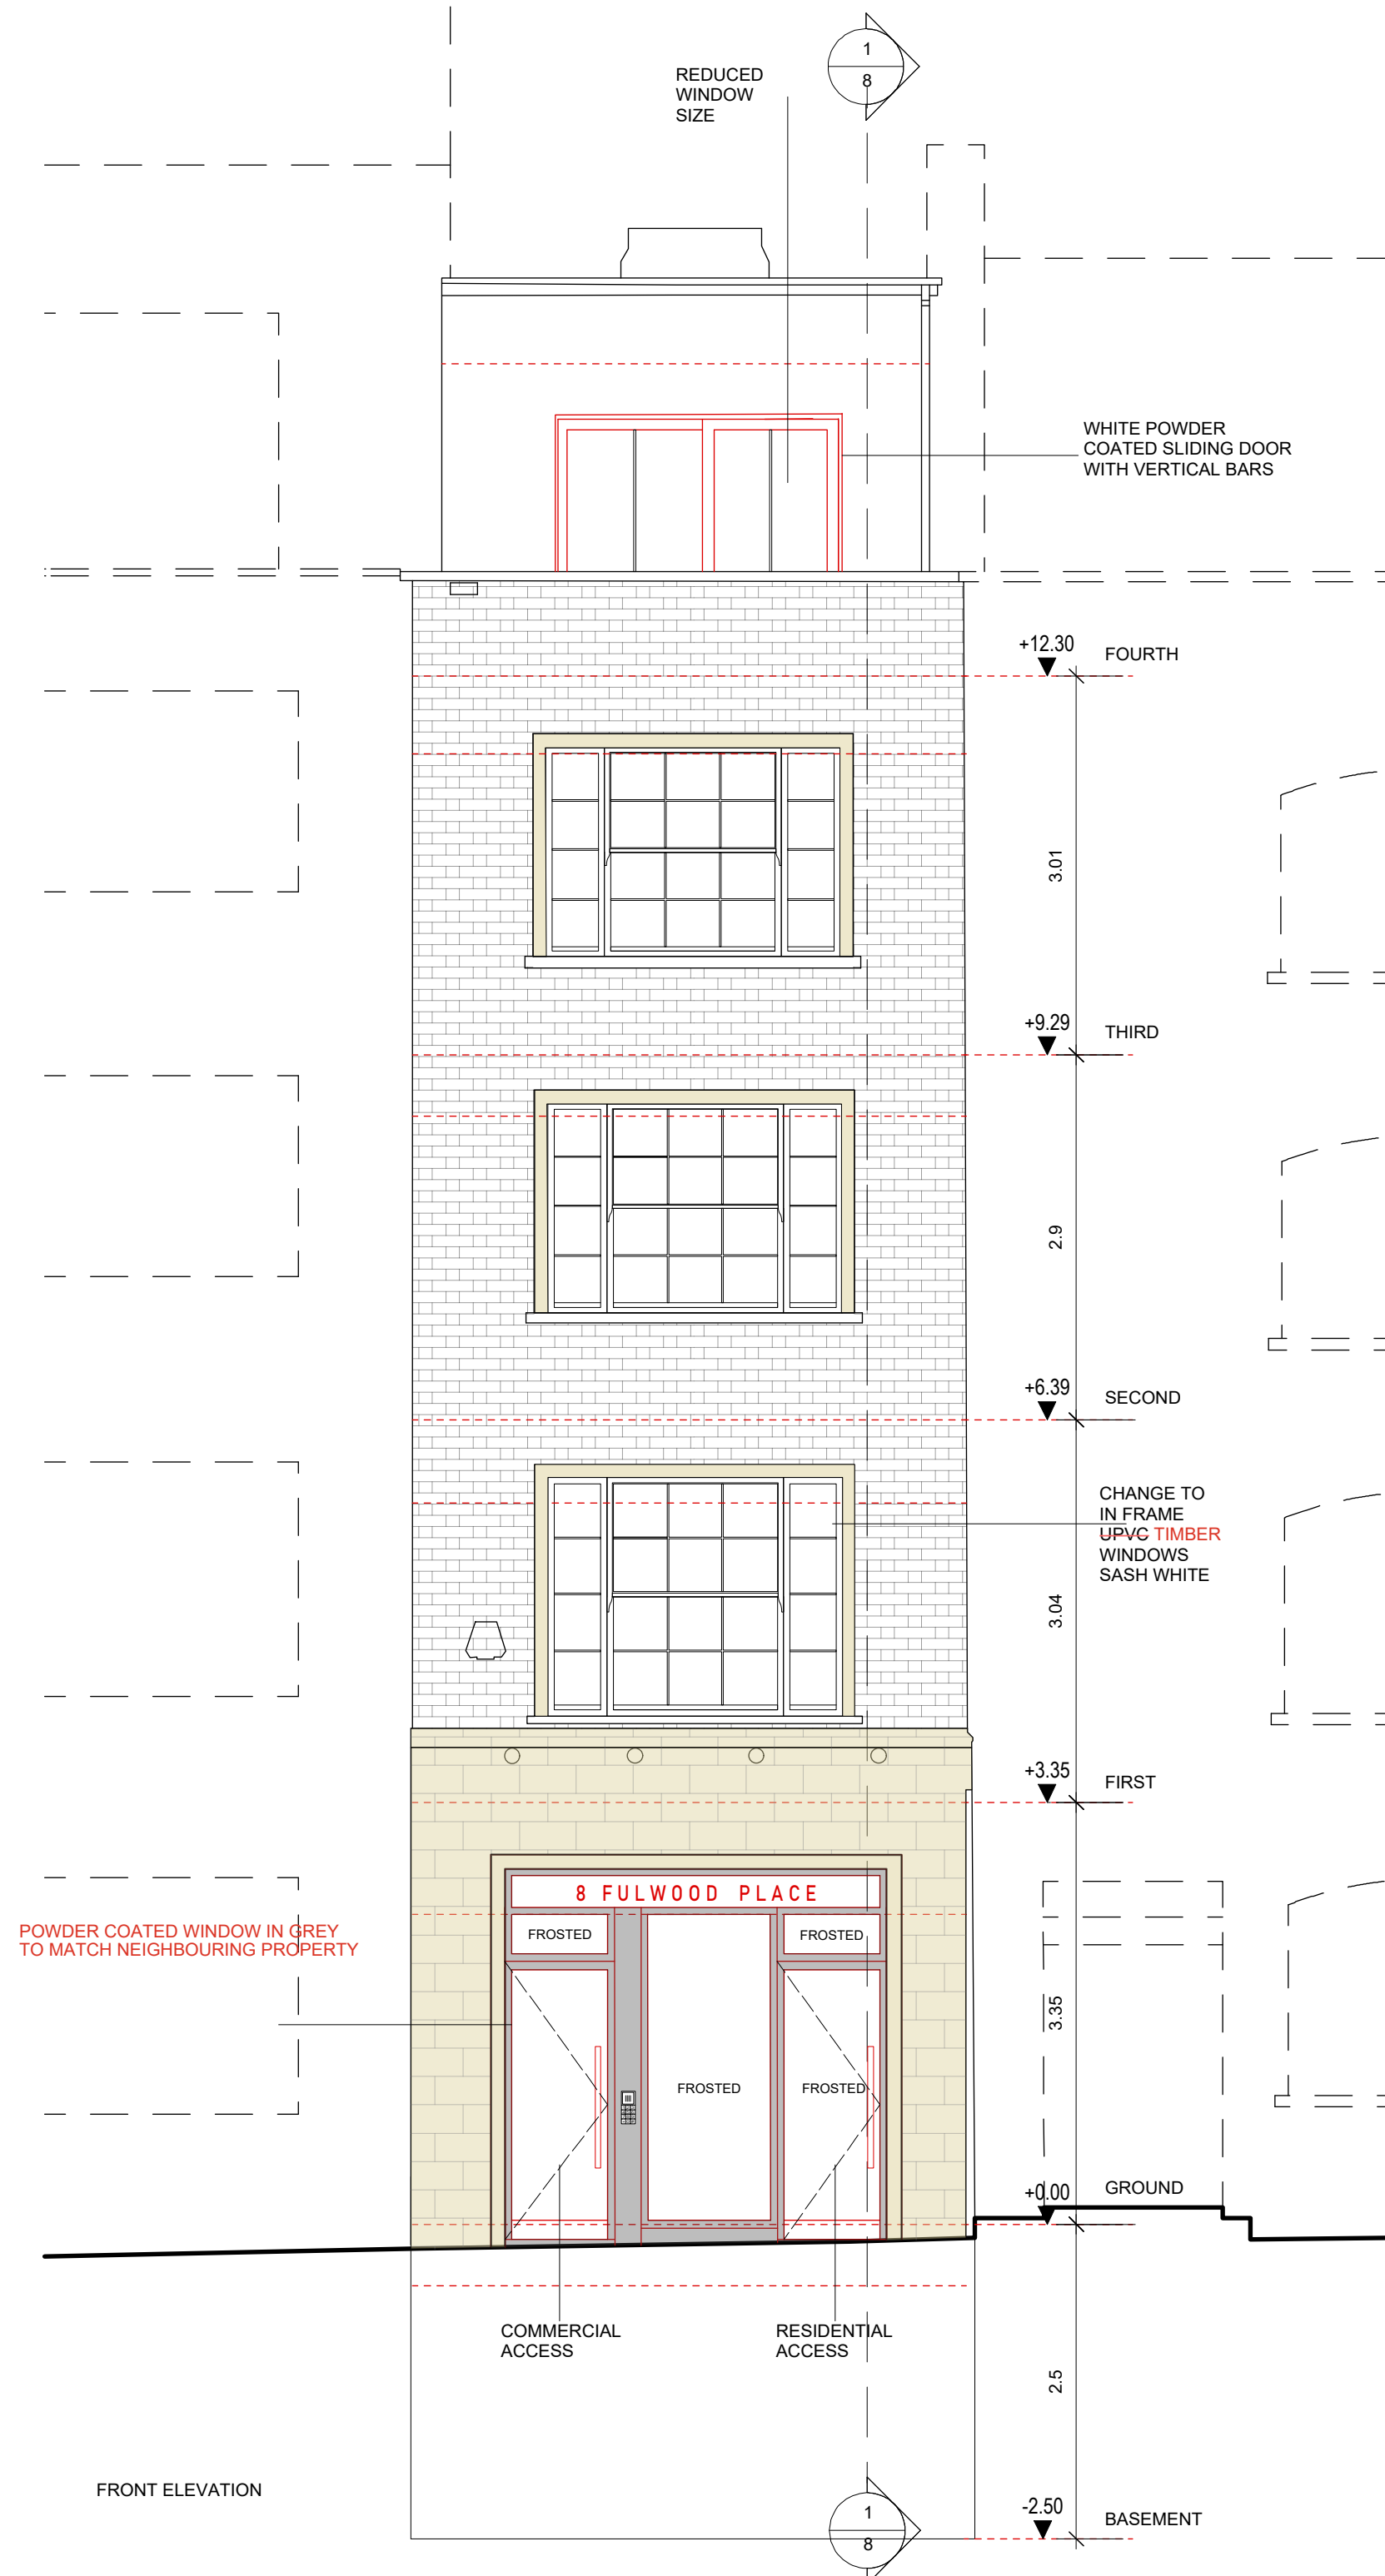 1
8
REDUCED
WINDOW
SIZE
WHITE POWDER
COATED SLIDING DOOR
WITH VERTICAL BARS
+12.30
FOURTH
3.01
+9.29
THIRD
2.9
+6.39
SECOND
CHANGE TO
IN FRAME
UPVC TIMBER
WINDOWS
SASH WHITE
3.04
+3.35
FIRST
8 FULWOOD PLACE
POWDER COATED WINDOW IN GREY
TO MATCH NEIGHBOURING PROPERTY
FROSTED
FROSTED
3.35
FROSTED
FROSTED
+0.00
GROUND
COMMERCIAL
ACCESS
RESIDENTIAL
ACCESS
2.5
FRONT ELEVATION
1
8
-2.50
BASEMENT